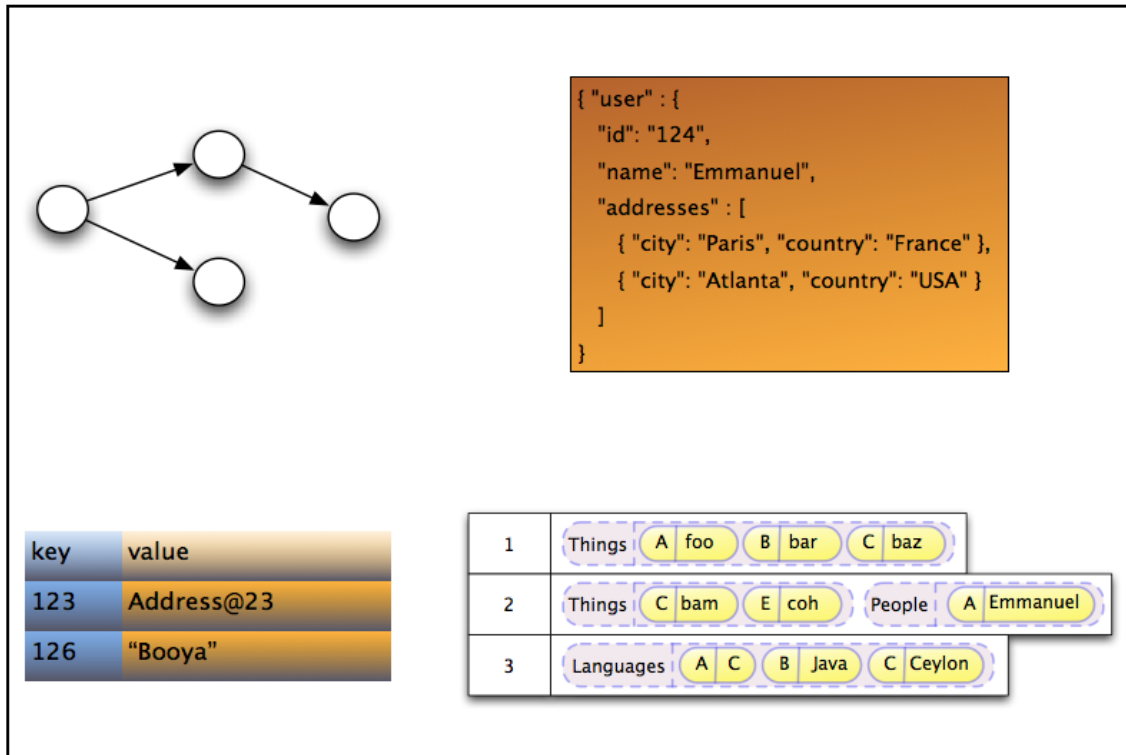 { "user" : {
"id": "124",
"name": "Emmanuel",
"addresses" : [
{ "city": "Paris", "country": "France" },
{ "city": "Atlanta", "country": "USA" }
]
}
key value
123 Address@23
126 “Booya”
1 Things A foo B bar C baz
2 Things C bam E coh People A Emmanuel
3 Languages A C B Java C Ceylon